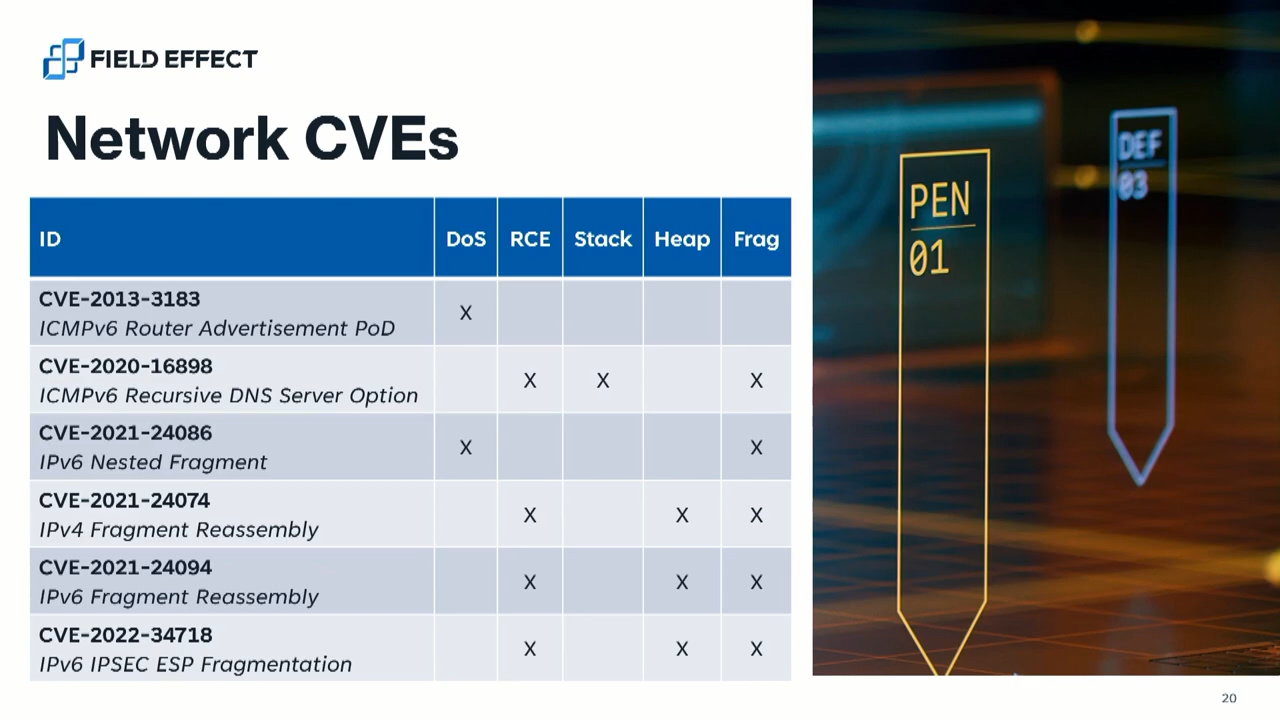 FIELD EFFECT
Network CVEs
ID DoS RCE Stack Heap Frag
CVE-2013-3183
ICMPv6 Router Advertisement PoD X
CVE-2020-16898
ICMPv6 Recursive DNS Server Option X X X
CVE-2021-24086
IPv6 Nested Fragment X X
CVE-2021-24074
IPv4 Fragment Reassembly X X X
CVE-2021-24094
IPv6 Fragment Reassembly X X X
CVE-2022-34718
IPv6 IPSEC ESP Fragmentation X X X
PEN
01
DEF
03
20